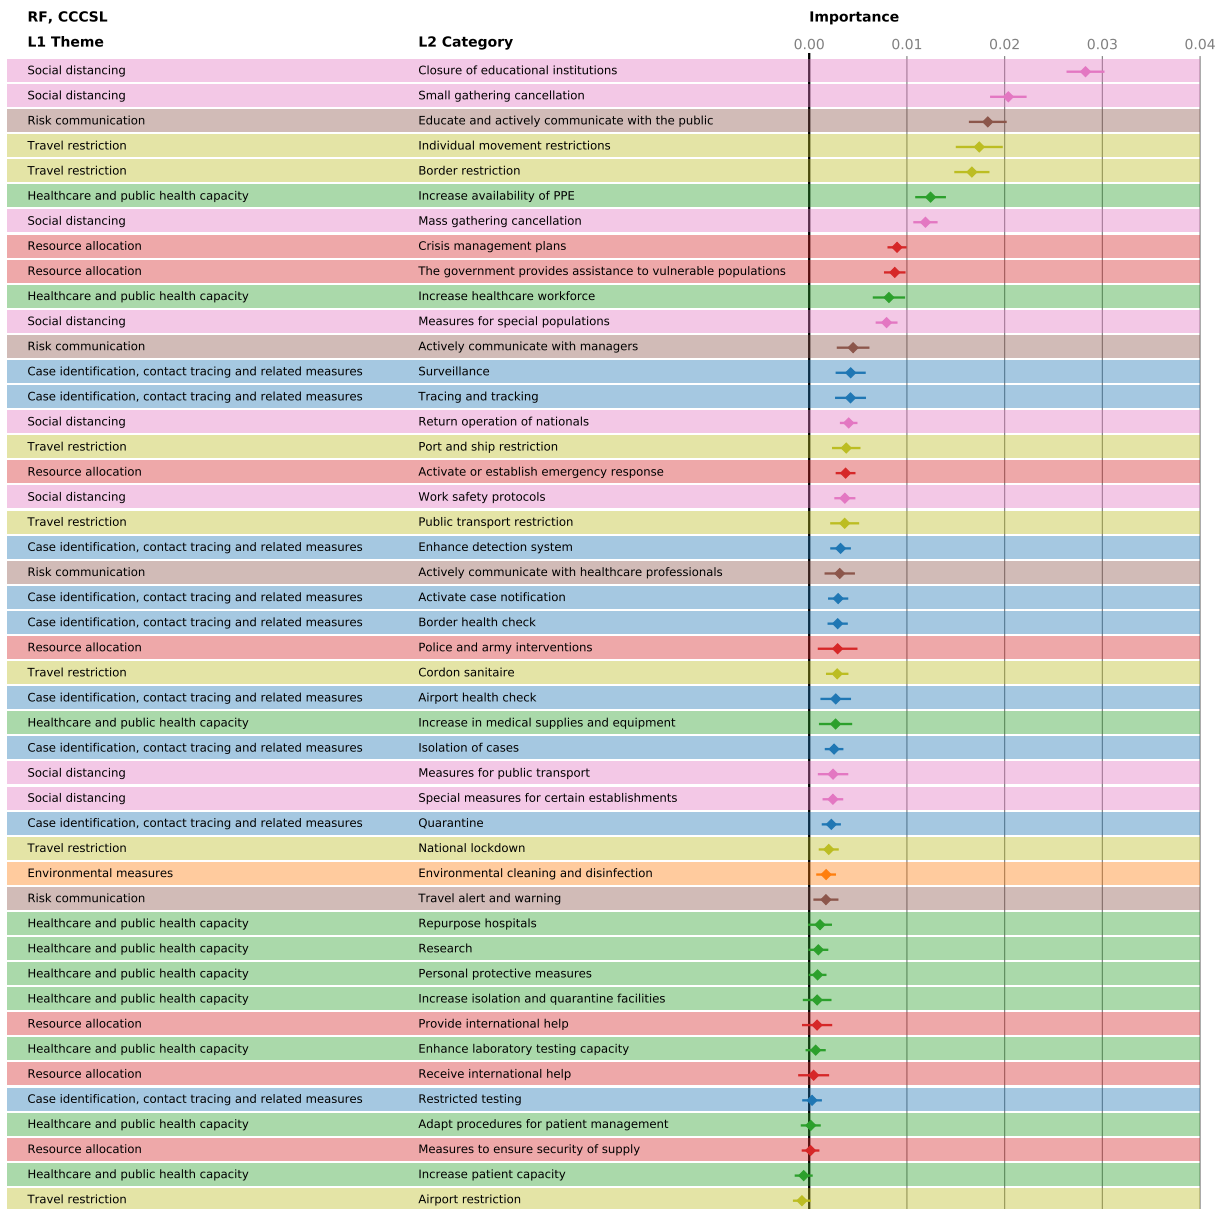 RF, CCCSL Importance
L1 Theme L2 Category 0.00 0.01 0.02 0.03 0.04
Social distancing Closure of educational institutions
Social distancing Small gathering cancellation
Risk communication Educate and actively communicate with the public
Travel restriction Individual movement restrictions
Travel restriction Border restriction
Healthcare and public health capacity Increase availability of PPE
Social distancing Mass gathering cancellation
Resource allocation Crisis management plans
Resource allocation The government provides assistance to vulnerable populations
Healthcare and public health capacity Increase healthcare workforce
Social distancing Measures for special populations
Risk communication Actively communicate with managers
Case identification, contact tracing and related measures Surveillance
Case identification, contact tracing and related measures Tracing and tracking
Social distancing Return operation of nationals
Travel restriction Port and ship restriction
Resource allocation Activate or establish emergency response
Social distancing Work safety protocols
Travel restriction Public transport restriction
Case identification, contact tracing and related measures Enhance detection system
Risk communication Actively communicate with healthcare professionals
Case identification, contact tracing and related measures Activate case notification
Case identification, contact tracing and related measures Border health check
Resource allocation Police and army interventions
Travel restriction Cordon sanitaire
Case identification, contact tracing and related measures Airport health check
Healthcare and public health capacity Increase in medical supplies and equipment
Case identification, contact tracing and related measures Isolation of cases
Social distancing Measures for public transport
Social distancing Special measures for certain establishments
Case identification, contact tracing and related measures Quarantine
Travel restriction National lockdown
Environmental measures Environmental cleaning and disinfection
Risk communication Travel alert and warning
Healthcare and public health capacity Repurpose hospitals
Healthcare and public health capacity Research
Healthcare and public health capacity Personal protective measures
Healthcare and public health capacity Increase isolation and quarantine facilities
Resource allocation Provide international help
Healthcare and public health capacity Enhance laboratory testing capacity
Resource allocation Receive international help
Case identification, contact tracing and related measures Restricted testing
Healthcare and public health capacity Adapt procedures for patient management
Resource allocation Measures to ensure security of supply
Healthcare and public health capacity Increase patient capacity
Travel restriction Airport restriction